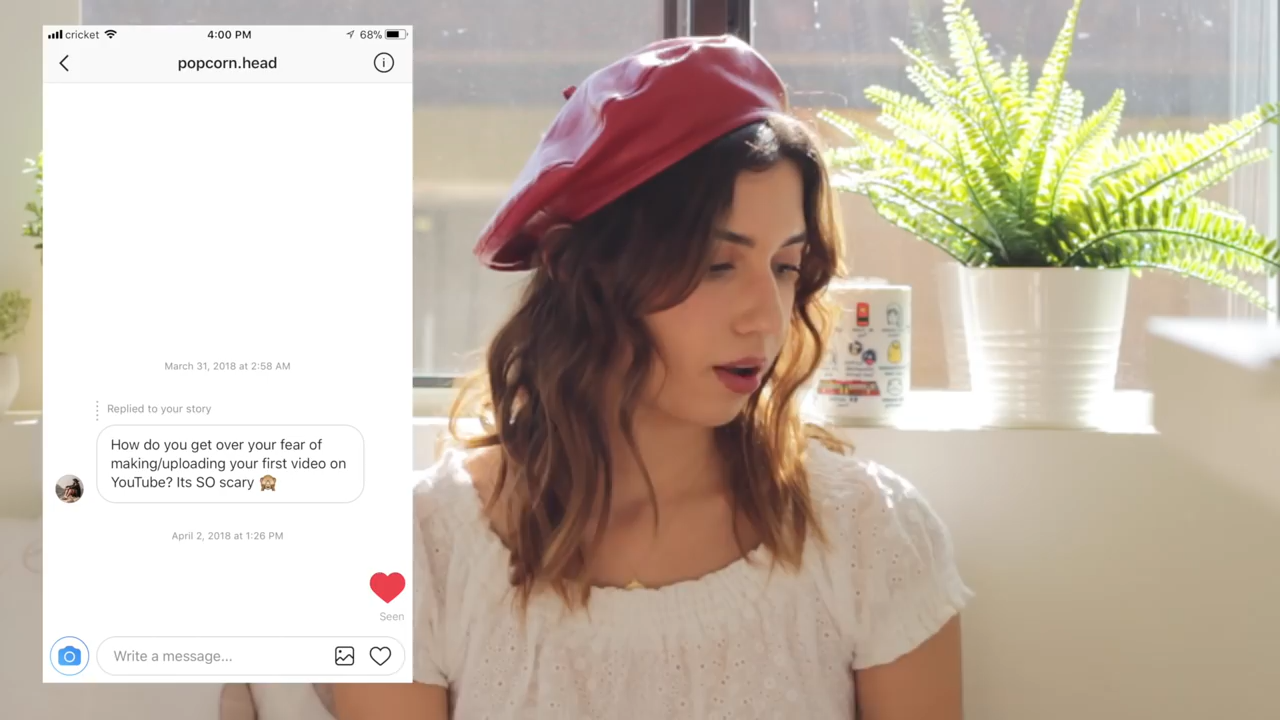 cricket
4:00 PM
68%
popcorn.head
March 31, 2018 at 2:58 AM
Replied to your story
How do you get over your fear of
making/uploading your first video on
YouTube? Its SO scary 🙈
April 2, 2018 at 1:26 PM
Seen
Write a message...